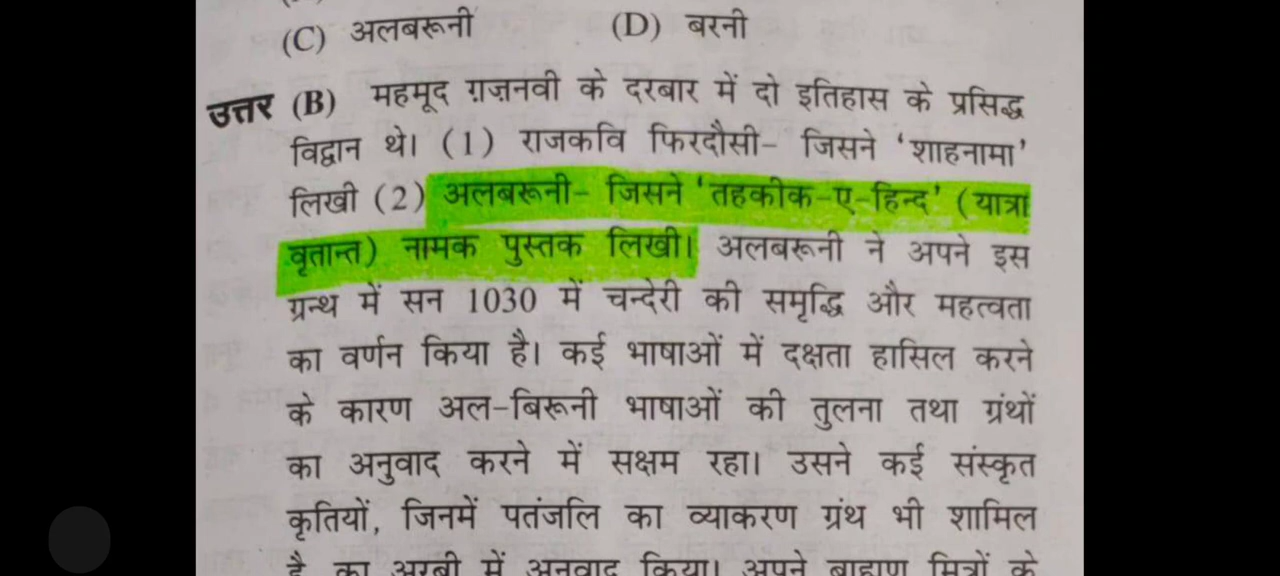 (C) अलबरूनी (D) बरनी
उत्तर (B) महमूद ग़ज़नवी के दरबार में दो इतिहास के प्रसिद्ध
विद्वान थे। (1) राजकवि फिरदौसी- जिसने 'शाहनामा'
लिखी (2) अलबरूनी- जिसने 'तहकीक-ए-हिन्द' (यात्रा
वृतान्त) नामक पुस्तक लिखी। अलबरूनी ने अपने इस
ग्रन्थ में सन 1030 में चन्देरी की समृद्धि और महत्वता
का वर्णन किया है। कई भाषाओं में दक्षता हासिल करने
के कारण अल-बिरूनी भाषाओं की तुलना तथा ग्रंथों
का अनुवाद करने में सक्षम रहा। उसने कई संस्कृत
कृतियों, जिनमें पतंजलि का व्याकरण ग्रंथ भी शामिल
है, का अरबी में अनुवाद किया। अपने ब्राह्मण मित्रों के